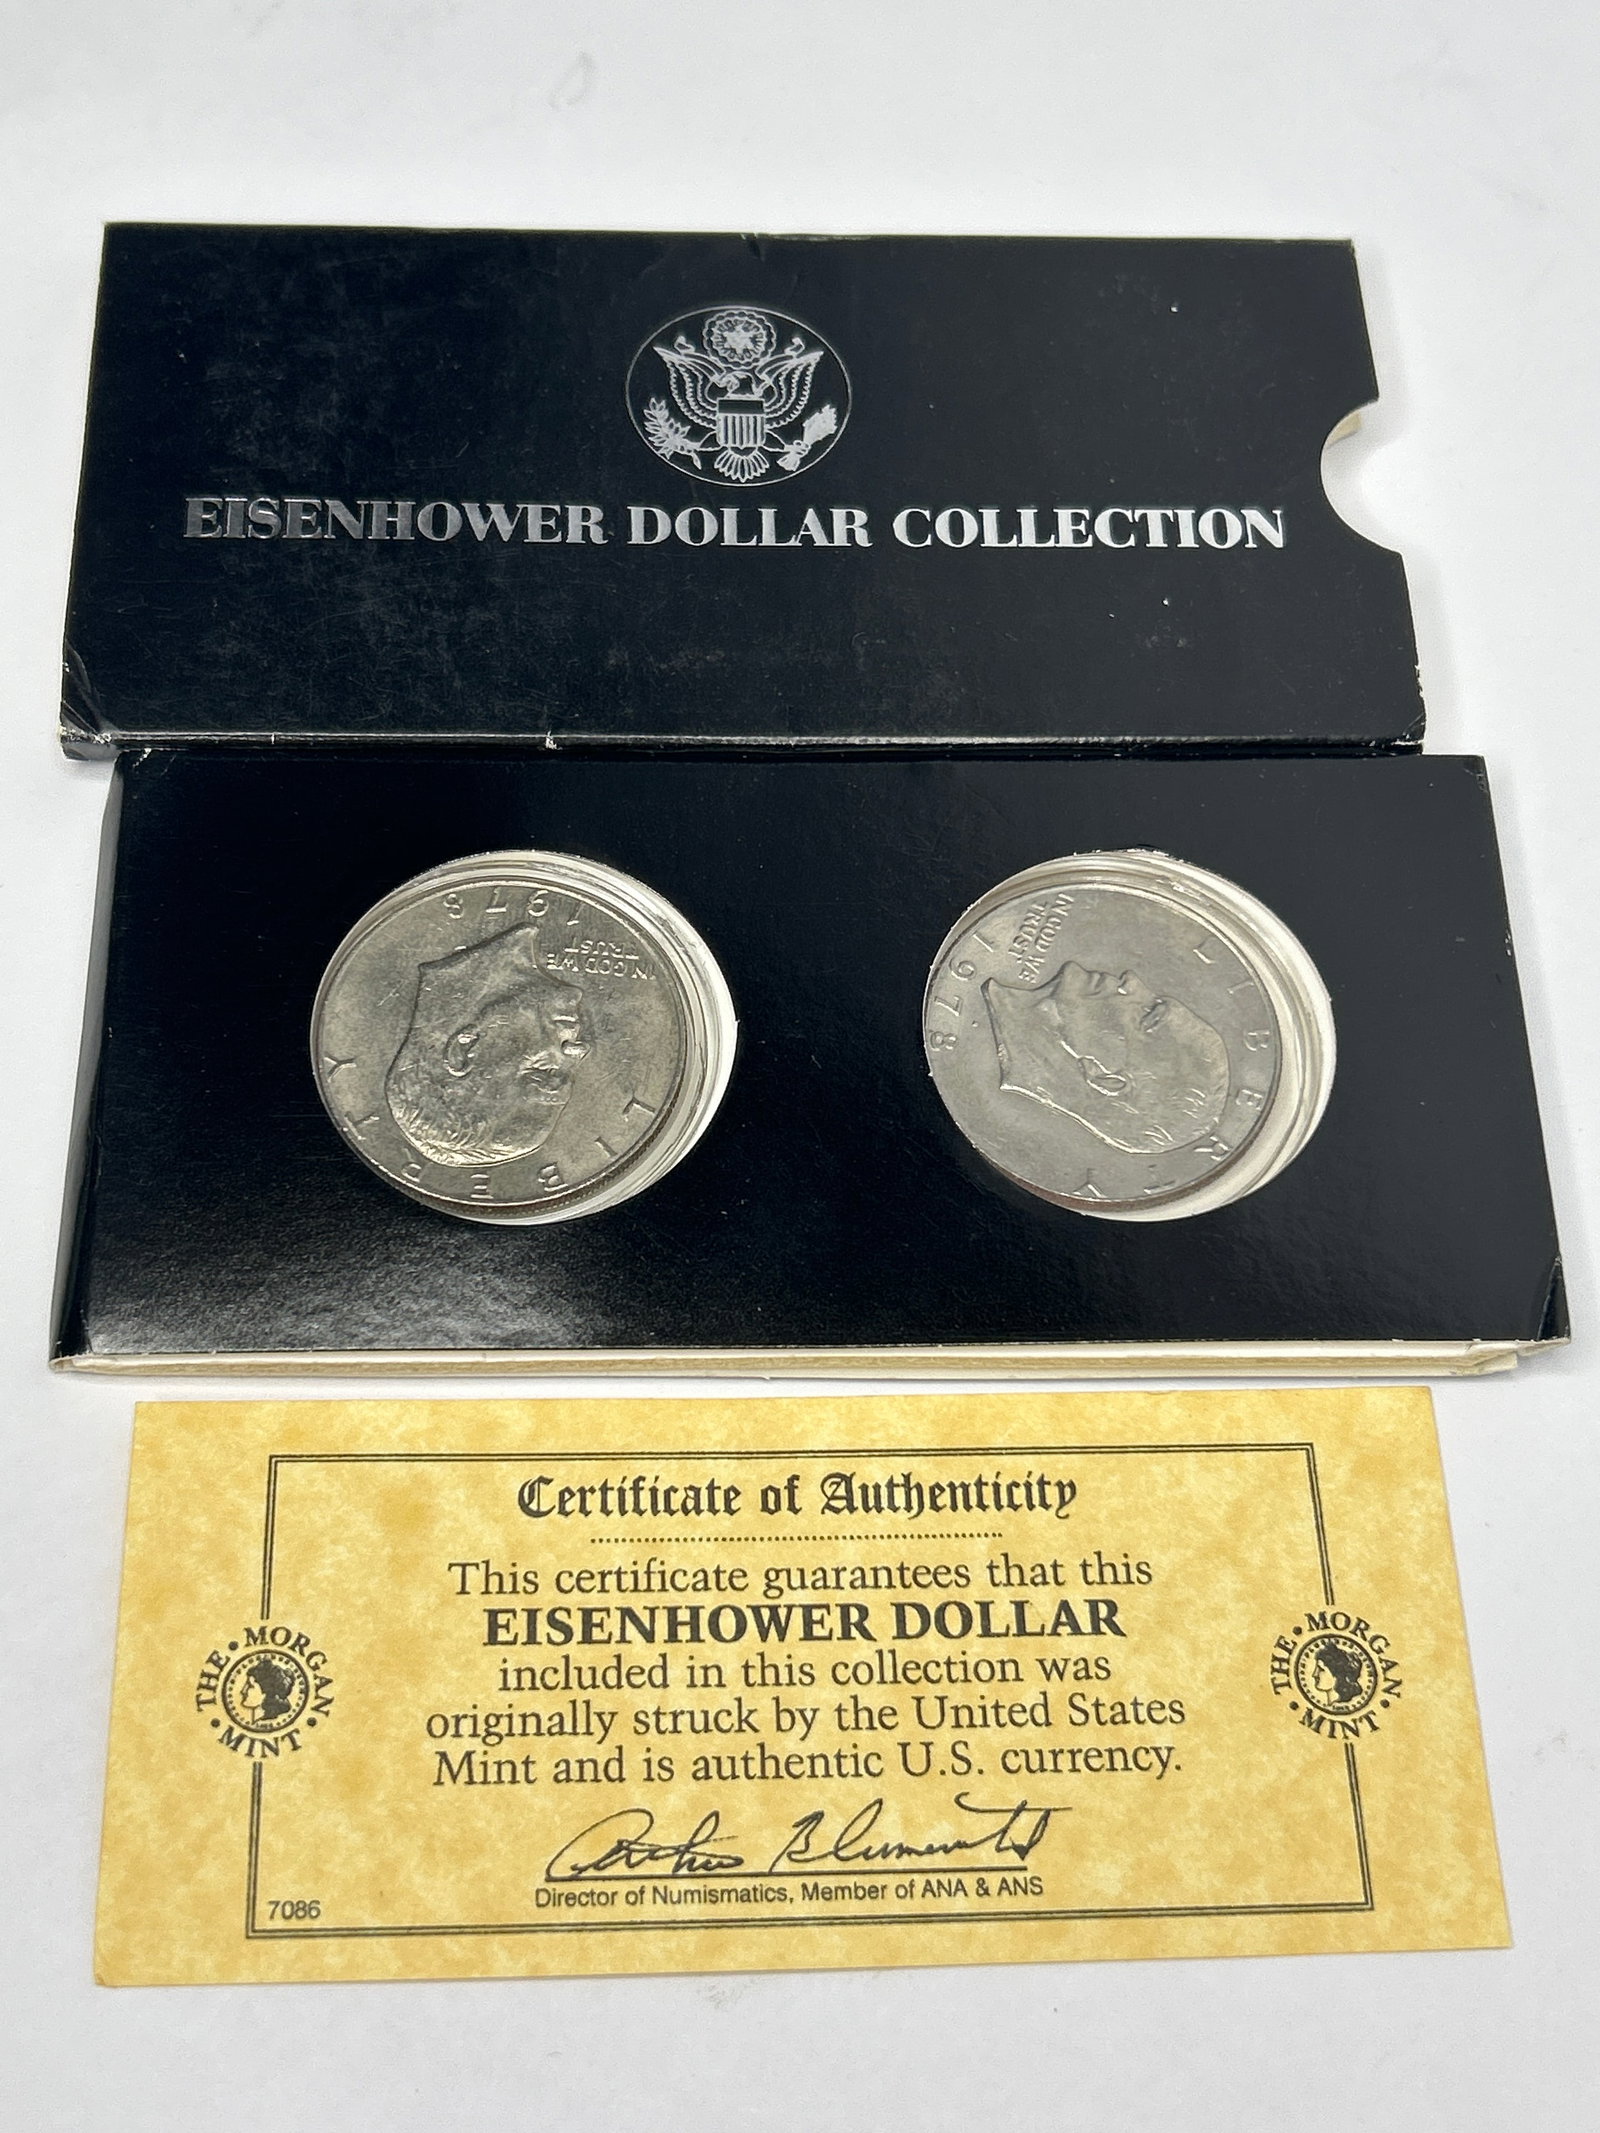 EISENHOWER DOLLAR COLLECTION
1978
IN GOD WE
TRUST
LIBERTY
1978
IN GOD WE
TRUST
LIBERTY
Certificate of Authenticity
This certificate guarantees that this
EISENHOWER DOLLAR
included in this collection was
originally struck by the United States
Mint and is authentic U.S. currency.
THE • MORGAN • MINT •
THE • MORGAN • MINT •
Director of Numismatics, Member of ANA & ANS
7086